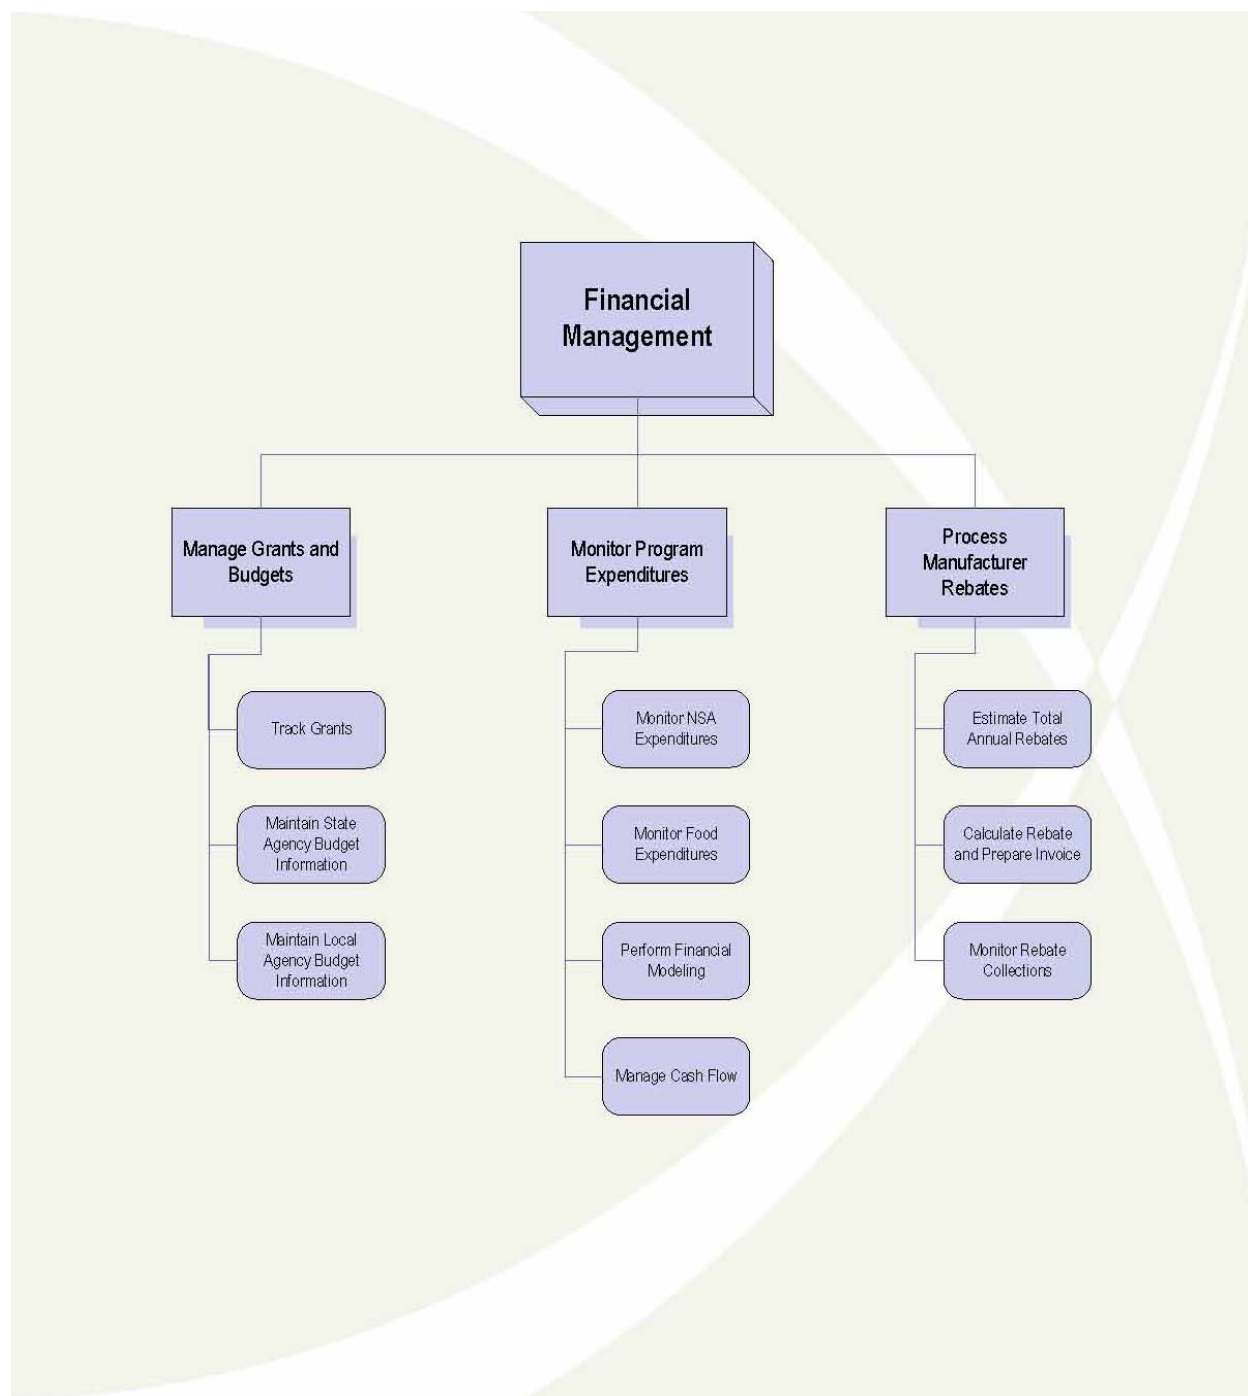 Financial
Management
Manage Grants and
Budgets
Monitor Program
Expenditures
Process
Manufacturer
Rebates
Track Grants
Maintain State
Agency Budget
Information
Maintain Local
Agency Budget
Information
Monitor NSA
Expenditures
Monitor Food
Expenditures
Perform Financial
Modeling
Manage Cash Flow
Estimate Total
Annual Rebates
Calculate Rebate
and Prepare Invoice
Monitor Rebate
Collections